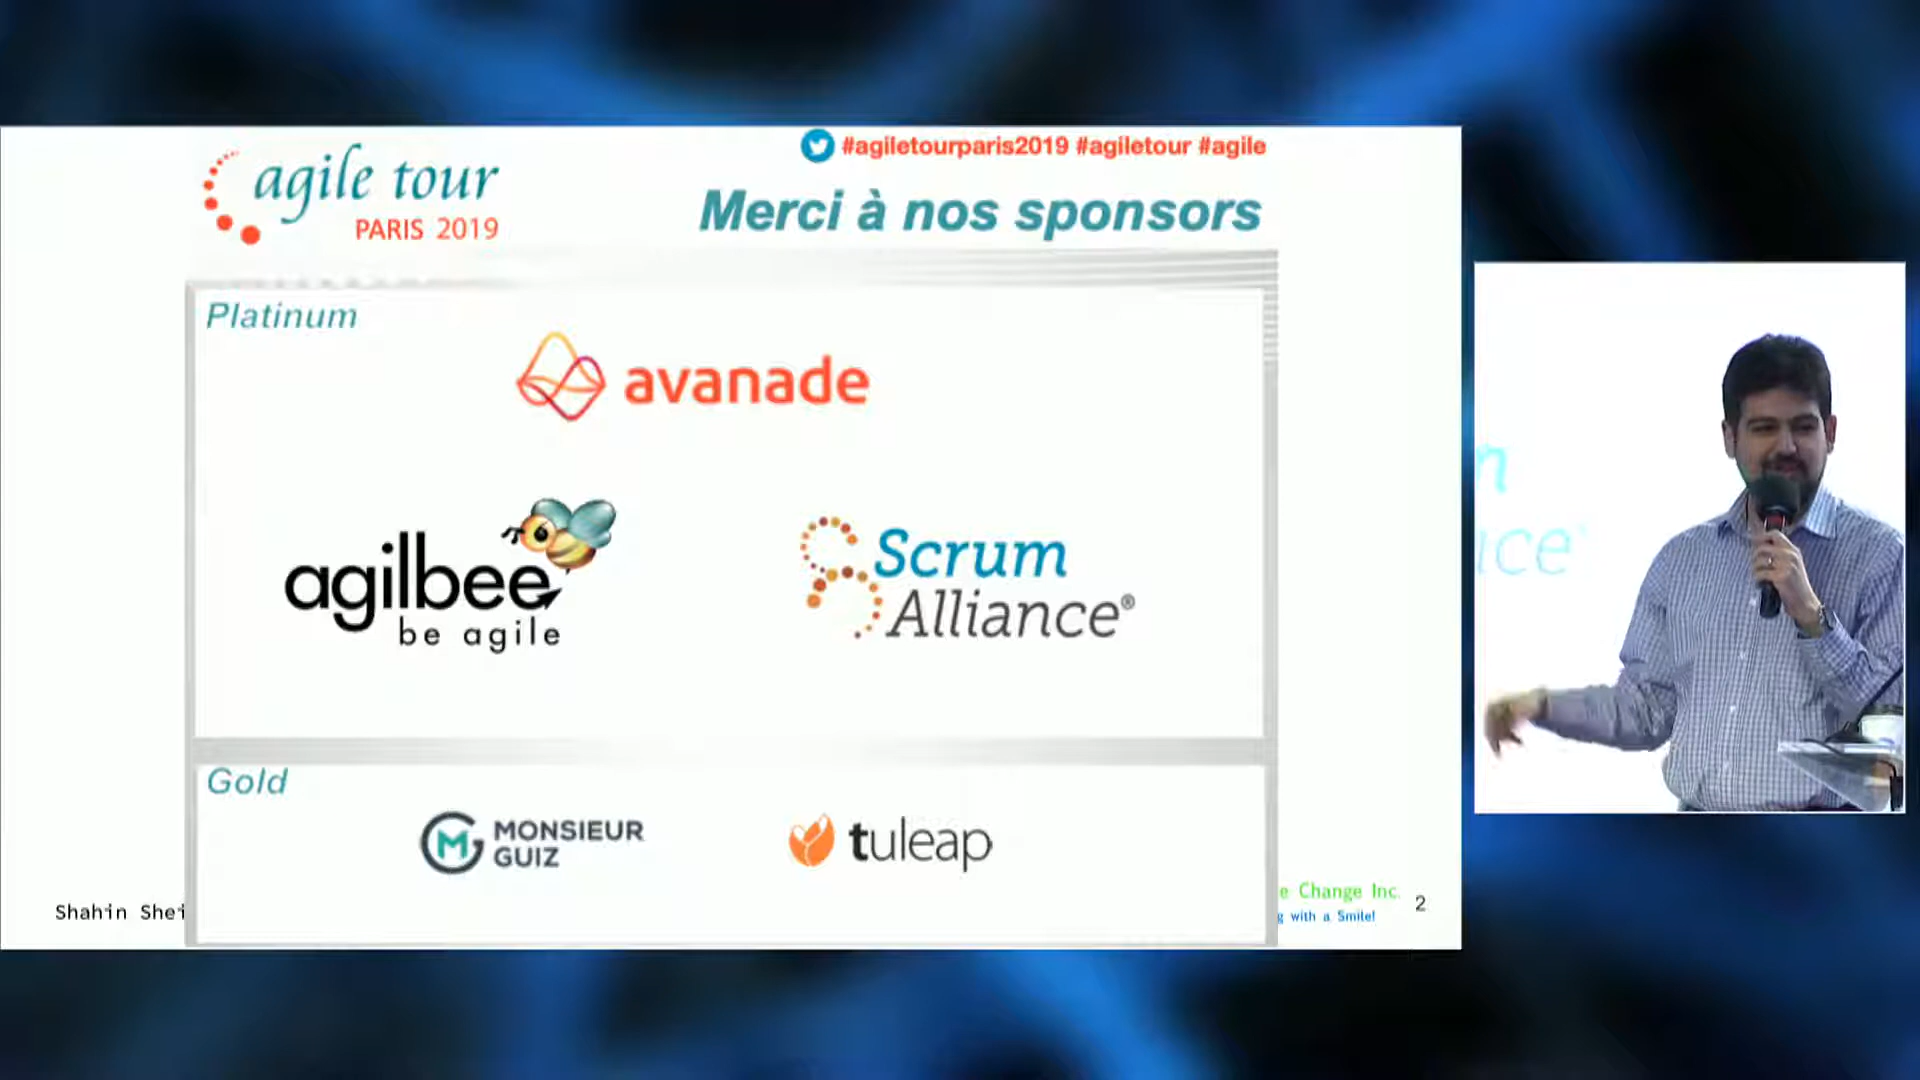 #agiletourparis2019 #agiletour #agile
agile tour
PARIS 2019
Merci à nos sponsors
Platinum
avanade
agilbee
be agile
Scrum
Alliance®
Gold
MONSIEUR
GUIZ
tuleap
Shahin
Change Inc.
with a Smile!
2